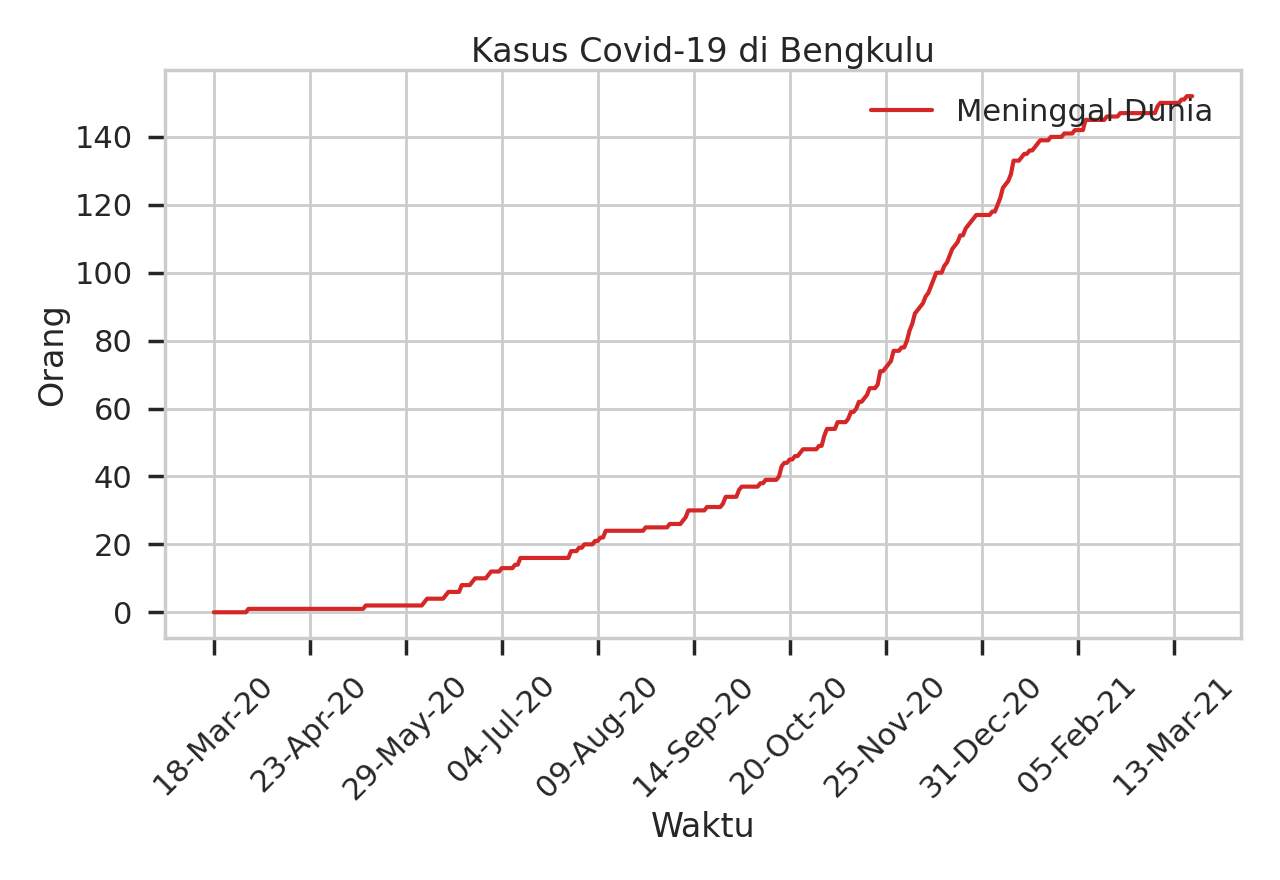 Kasus Covid-19 di Bengkulu
Meninggal Dunia
Orang
140
120
100
80
60
40
20
0
18-Mar-20
23-Apr-20
29-May-20
04-Jul-20
09-Aug-20
14-Sep-20
20-Oct-20
25-Nov-20
31-Dec-20
05-Feb-21
13-Mar-21
Waktu